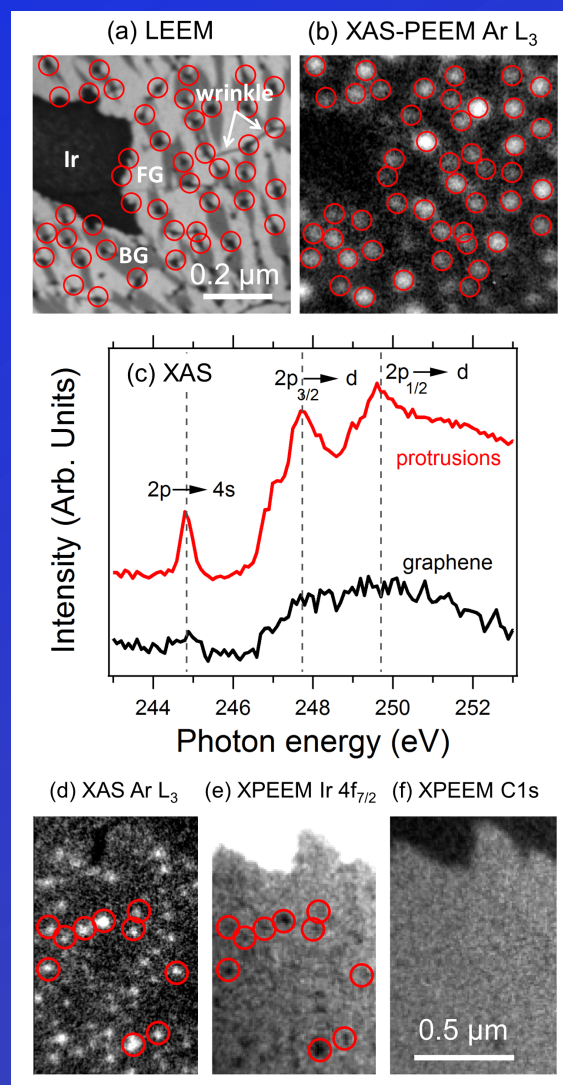 (a) LEEM
(b) XAS-PEEM Ar L₃
wrinkle
Ir
FG
BG
0.2 μm
(c) XAS
2p₃/₂ → d
2p₁/₂ → d
2p → 4s
protrusions
graphene
Intensity (Arb. Units)
244 246 248 250 252
Photon energy (eV)
(d) XAS Ar L₃
(e) XPEEM Ir 4f₇/₂
(f) XPEEM C1s
0.5 μm